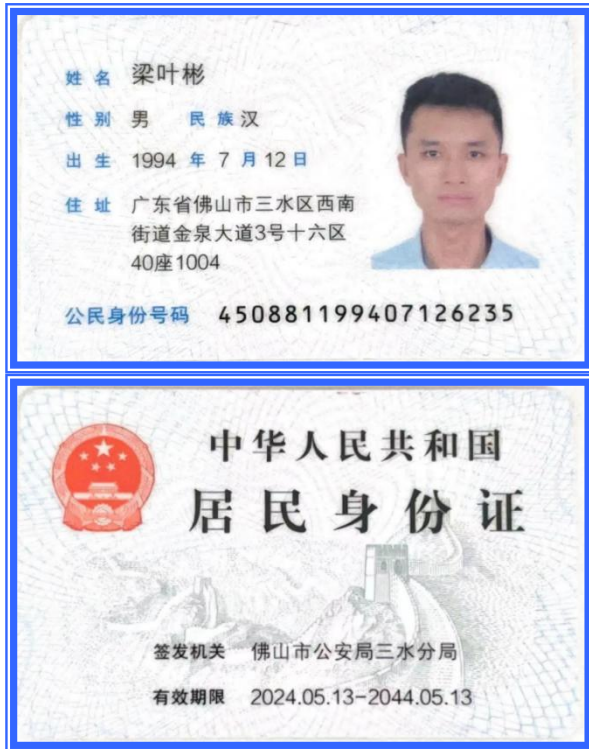 姓名 梁叶彬
性别 男 民族 汉
出生 1994 年 7 月 12 日
住址 广东省佛山市三水区西南
街道金泉大道3号十六区
40座1004
公民身份号码 450881199407126235
中华人民共和国
居民身份证
签发机关 佛山市公安局三水分局
有效期限 2024.05.13-2044.05.13